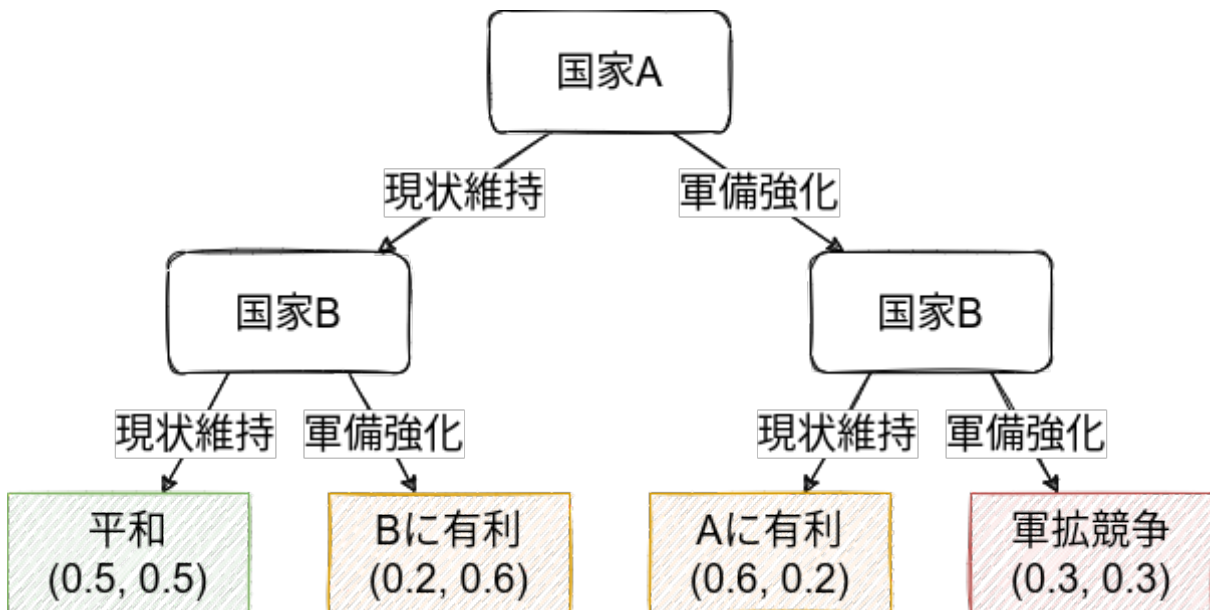 国家A
現状維持
軍備強化
国家B
国家B
現状維持
軍備強化
現状維持
軍備強化
平和
(0.5, 0.5)
Bに有利
(0.2, 0.6)
Aに有利
(0.6, 0.2)
軍拡競争
(0.3, 0.3)